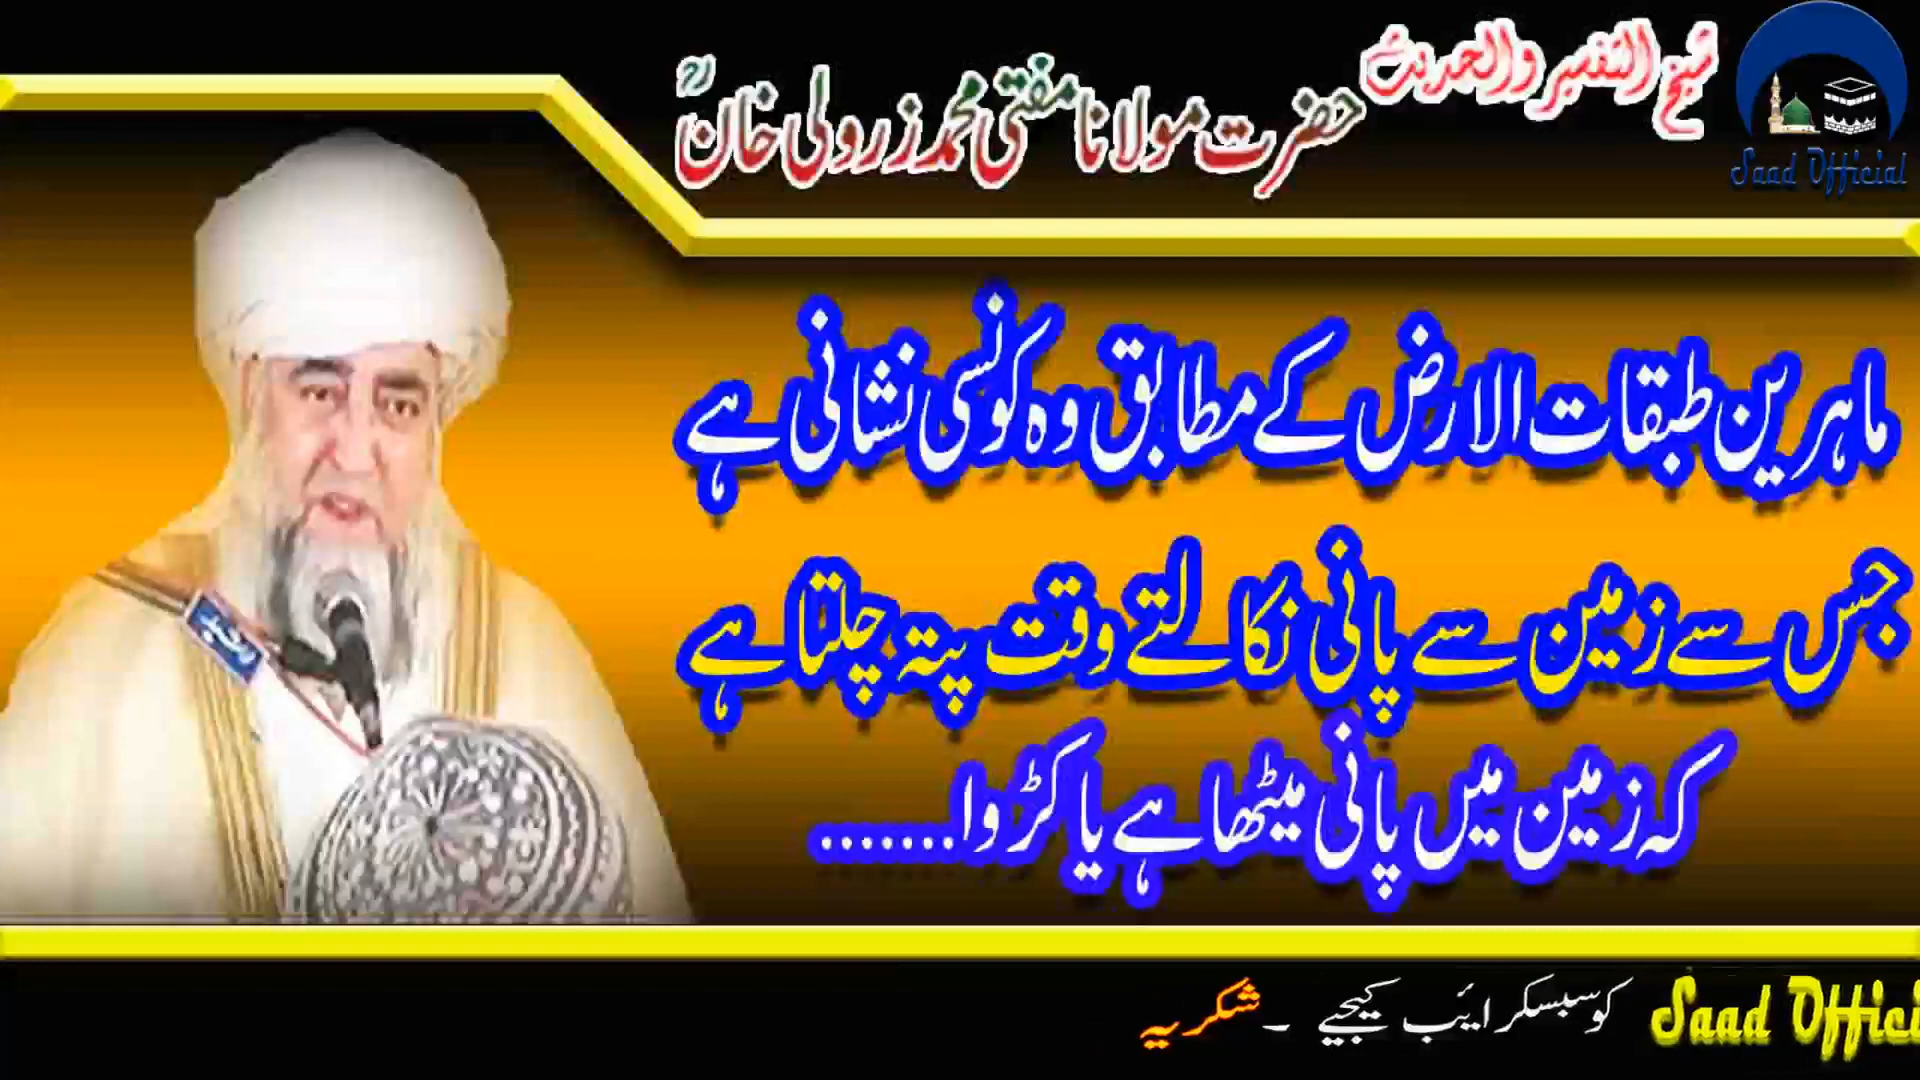 شیخ التفسیر والحدیث
حضرت مولانا مفتی محمد زرولی خانؒ
Saad Official
ماہرین طبقات الارض کے مطابق وہ کونسی نشانی ہے
جس سے زمین سے پانی نکالتے وقت پتہ چلتا ہے
کہ زمین میں پانی میٹھا ہے یا کڑوا.......
Saad Offici کو سبسکرائیب کیجیے ۔ شکریہ